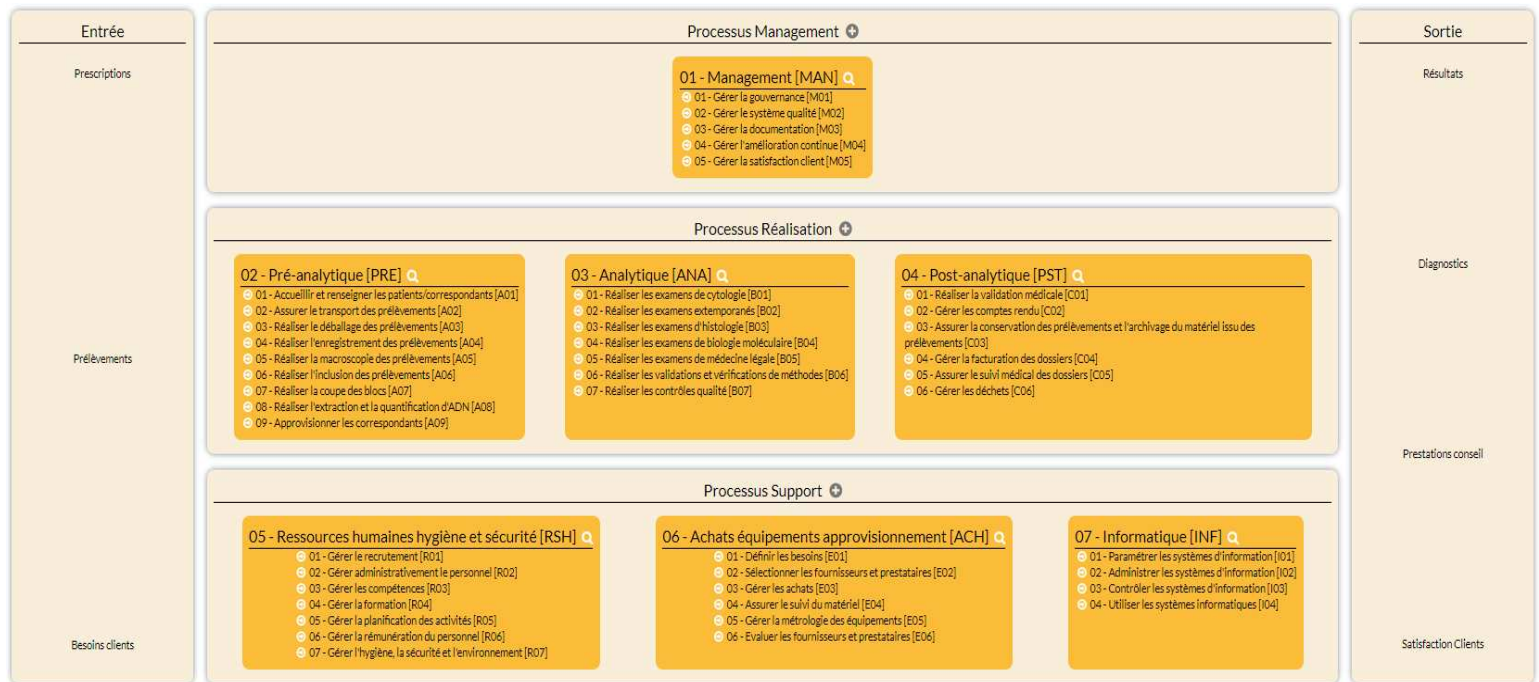 Entrée
Prescriptions
Prélèvements
Besoins clients
Processus Management
01 - Management [MAN]
01 - Gérer la gouvernance [M01]
02 - Gérer le système qualité [M02]
03 - Gérer la documentation [M03]
04 - Gérer l'amélioration continue [M04]
05 - Gérer la satisfaction client [M05]
Processus Réalisation
02 - Pré-analytique [PRE]
01 - Accueillir et renseigner les patients/correspondants [A01]
02 - Assurer le transport des prélèvements [A02]
03 - Réaliser le déballage des prélèvements [A03]
04 - Réaliser l'enregistrement des prélèvements [A04]
05 - Réaliser la macroscopie des prélèvements [A05]
06 - Réaliser l'inclusion des prélèvements [A06]
07 - Réaliser la coupe des blocs [A07]
08 - Réaliser l'extraction et la quantification d'ADN [A08]
09 - Approvisionner les correspondants [A09]
03 - Analytique [ANA]
01 - Réaliser les examens de cytologie [B01]
02 - Réaliser les examens extemporanés [B02]
03 - Réaliser les examens d'histologie [B03]
04 - Réaliser les examens de biologie moléculaire [B04]
05 - Réaliser les examens de médecine légale [B05]
06 - Réaliser les validations et vérifications de méthodes [B06]
07 - Réaliser les contrôles qualité [B07]
04 - Post-analytique [PST]
01 - Réaliser la validation médicale [C01]
02 - Gérer les comptes rendu [C02]
03 - Assurer la conservation des prélèvements et l'archivage du matériel issu des
prélèvements [C03]
04 - Gérer la facturation des dossiers [C04]
05 - Assurer le suivi médical des dossiers [C05]
06 - Gérer les déchets [C06]
Processus Support
05 - Ressources humaines hygiène et sécurité [RSH]
01 - Gérer le recrutement [R01]
02 - Gérer administrativement le personnel [R02]
03 - Gérer les compétences [R03]
04 - Gérer la formation [R04]
05 - Gérer la planification des activités [R05]
06 - Gérer la rémunération du personnel [R06]
07 - Gérer l'hygiène, la sécurité et l'environnement [R07]
06 - Achats équipements approvisionnement [ACH]
01 - Définir les besoins [E01]
02 - Sélectionner les fournisseurs et prestataires [E02]
03 - Gérer les achats [E03]
04 - Assurer le suivi du matériel [E04]
05 - Gérer la métrologie des équipements [E05]
06 - Evaluer les fournisseurs et prestataires [E06]
07 - Informatique [INF]
01 - Paramétrer les systèmes d'information [I01]
02 - Administrer les systèmes d'information [I02]
03 - Contrôler les systèmes d'information [I03]
04 - Utiliser les systèmes informatiques [I04]
Sortie
Résultats
Diagnostics
Prestations conseil
Satisfaction Clients